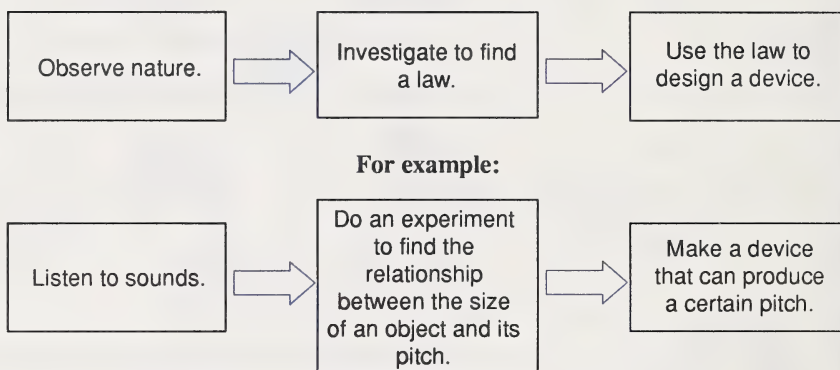 Observe nature.
Investigate to find
a law.
Use the law to
design a device.
For example:
Listen to sounds.
Do an experiment
to find the
relationship
between the size
of an object and its
pitch.
Make a device
that can produce
a certain pitch.